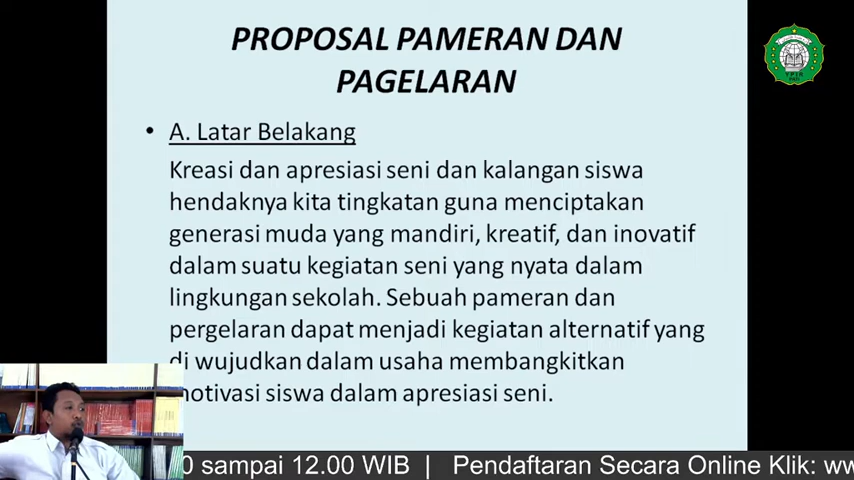 PROPOSAL PAMERAN DAN
PAGELARAN
• A. Latar Belakang
Kreasi dan apresiasi seni dan kalangan siswa
hendaknya kita tingkatan guna menciptakan
generasi muda yang mandiri, kreatif, dan inovatif
dalam suatu kegiatan seni yang nyata dalam
lingkungan sekolah. Sebuah pameran dan
pergelaran dapat menjadi kegiatan alternatif yang
di wujudkan dalam usaha membangkitkan
motivasi siswa dalam apresiasi seni.
0 sampai 12.00 WIB | Pendaftaran Secara Online Klik: ww